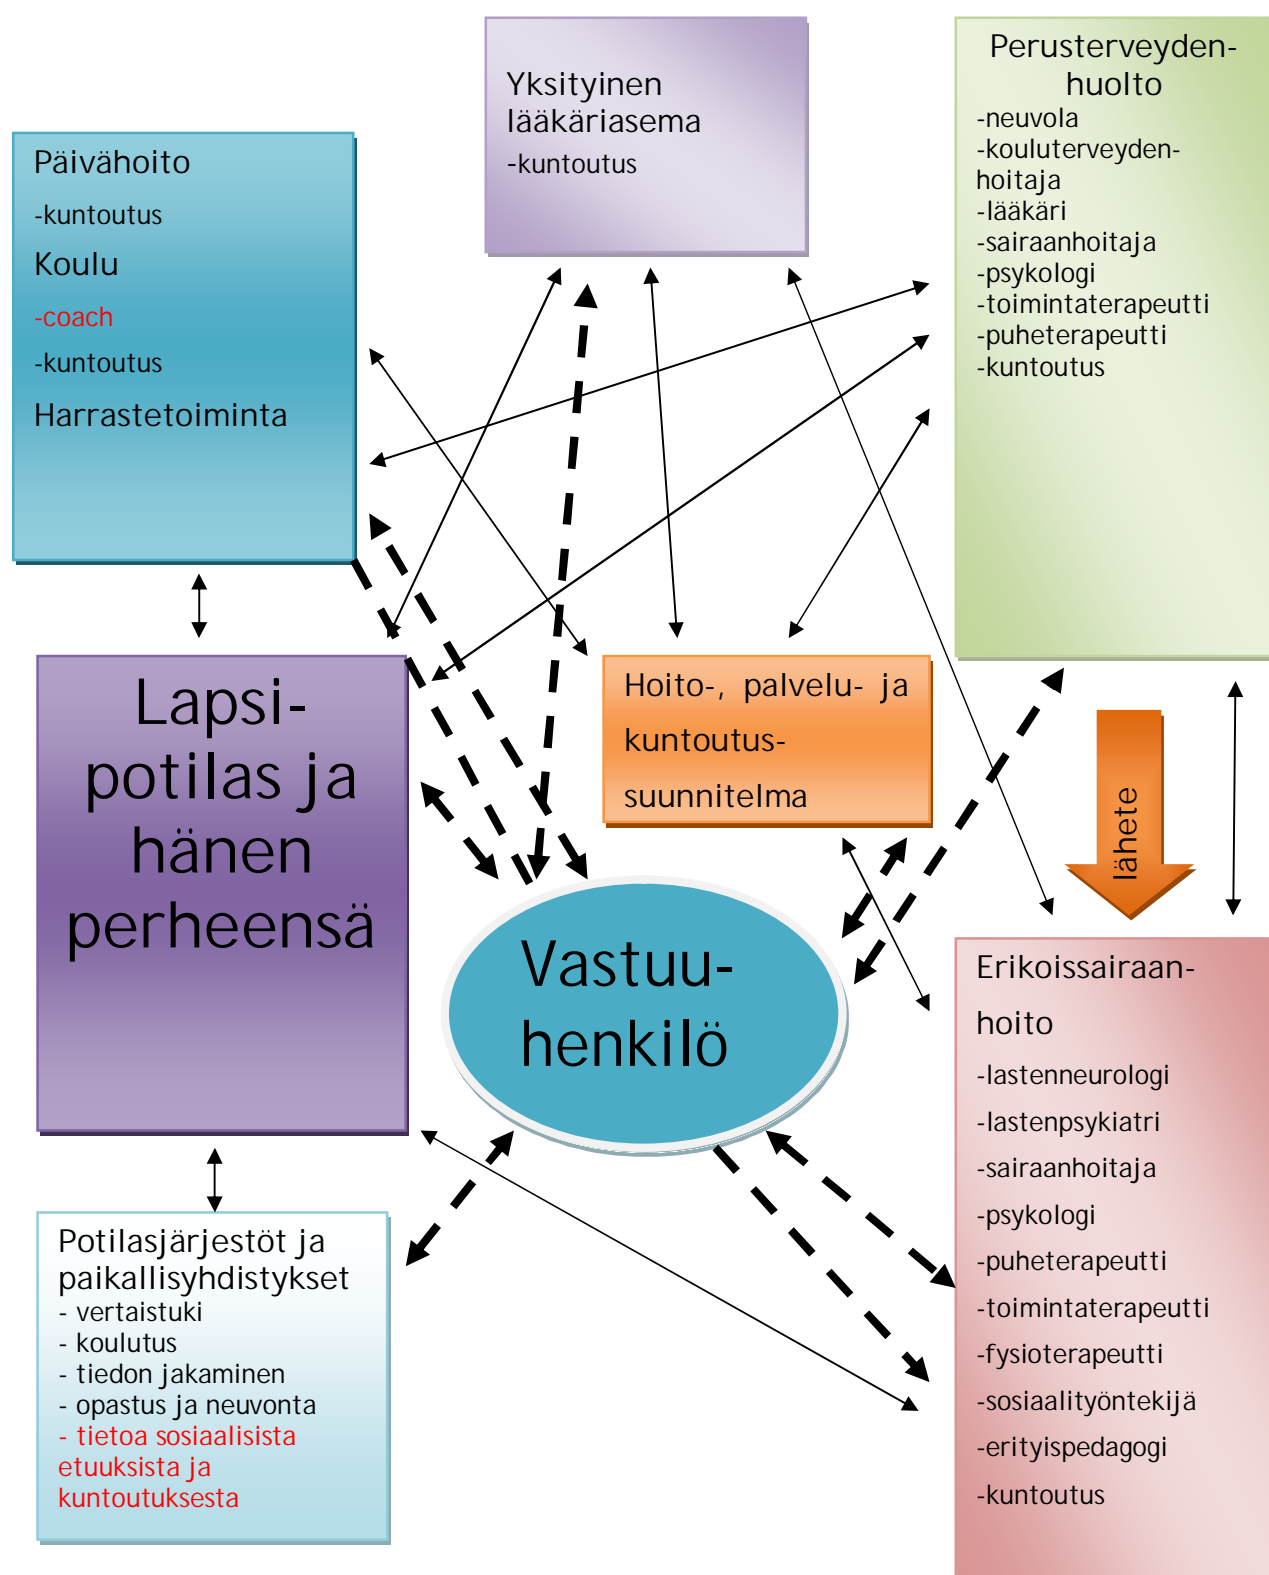 Yksityinen
lääkäriasema
-kuntoutus
Perusterveyden-
huolto
-neuvola
-kouluterveyden-
hoitaja
-lääkäri
-sairaanhoitaja
-psykologi
-toimintaterapeutti
-puheterapeutti
-kuntoutus
Päivähoito
-kuntoutus
Koulu
-coach
-kuntoutus
Harrastetoiminta
Lapsi-
potilas ja
hänen
perheensä
Hoito-, palvelu- ja
kuntoutus-
suunnitelma
lähete
Vastuu-
henkilö
Erikoissairaan-
hoito
-lastenneurologi
-lastenpsykiatri
-sairaanhoitaja
-psykologi
-puheterapeutti
-toimintaterapeutti
-fysioterapeutti
-sosiaalityöntekijä
-erityispedagogi
-kuntoutus
Potilasjärjestöt ja
paikallisyhdistykset
- vertaistuki
- koulutus
- tiedon jakaminen
- opastus ja neuvonta
- tietoa sosiaalisista
etuuksista ja
kuntoutuksesta